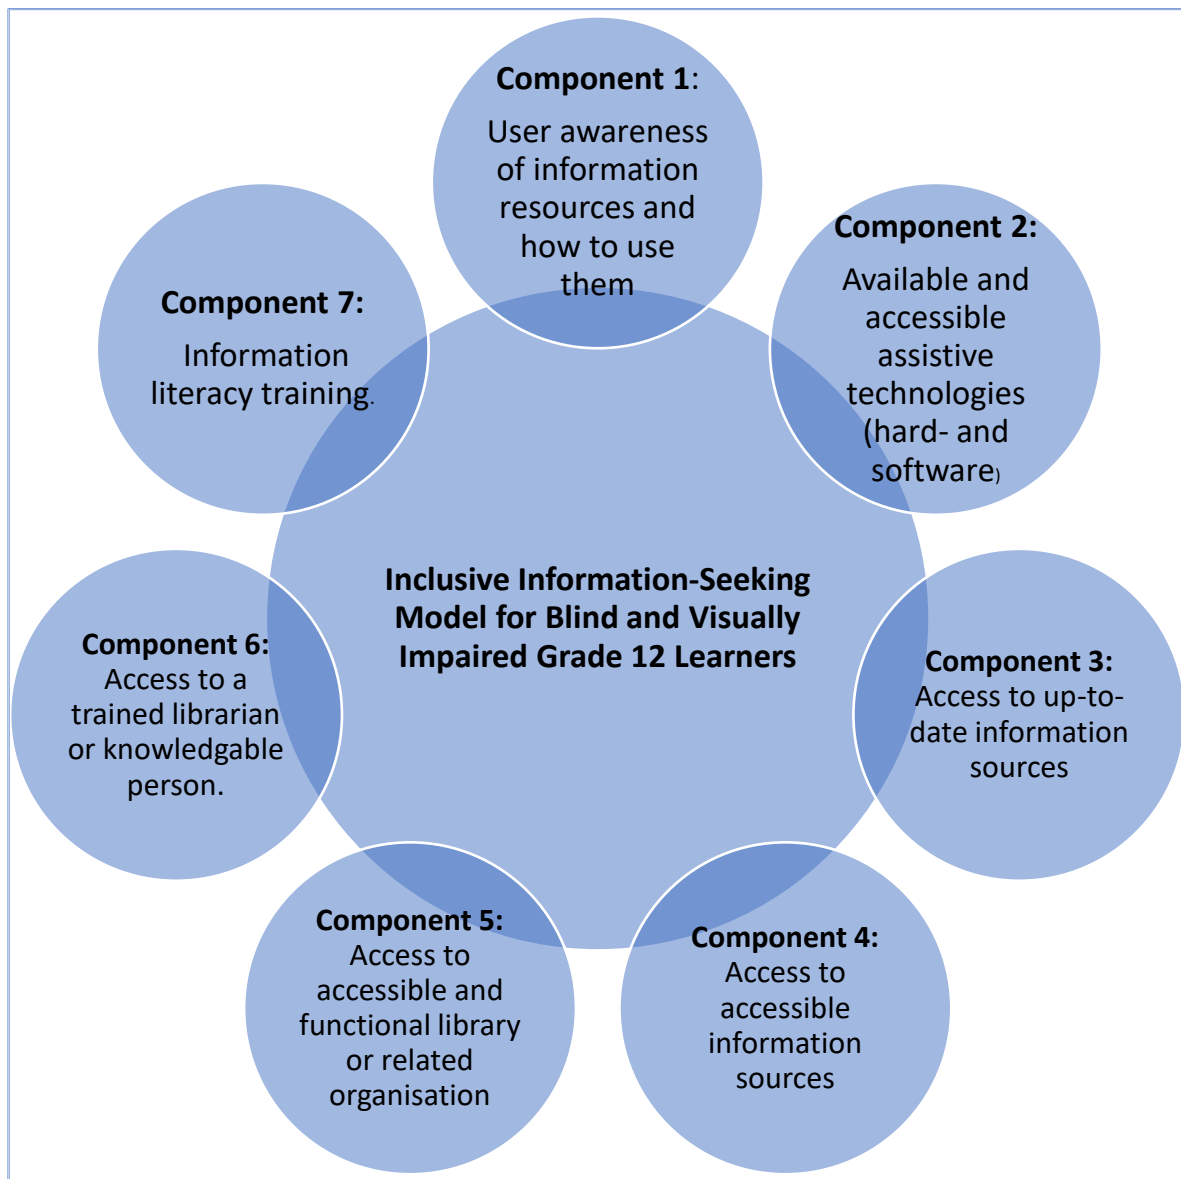 Component 1:
User awareness
of information
resources and
how to use
them
Component 2:
Available and
accessible
assistive
technologies
(hard- and
software)
Component 3:
Access to up-to-
date information
sources
Component 4:
Access to
accessible
information
sources
Component 5:
Access to
accessible and
functional library
or related
organisation
Component 6:
Access to a
trained librarian
or knowledgable
person.
Component 7:
Information
literacy training.
Inclusive Information-Seeking
Model for Blind and Visually
Impaired Grade 12 Learners